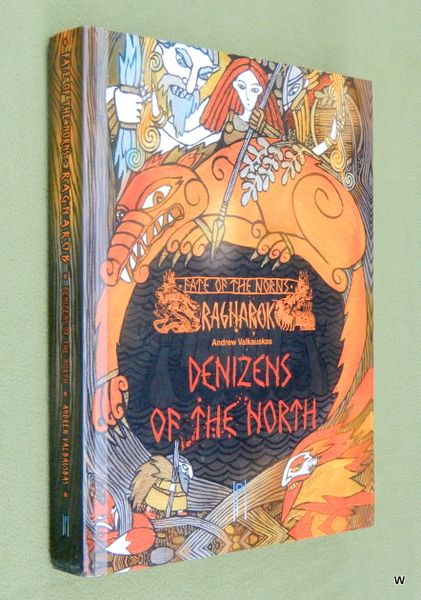 FATE OF THE NORNS: RAGNAROK • DENIZENS OF THE NORTH • ANDREW VALKAUSKAS
FATE OF THE NORNS
RAGNAROK
Andrew Valkauskas
DENIZENS
OF THE NORTH
W